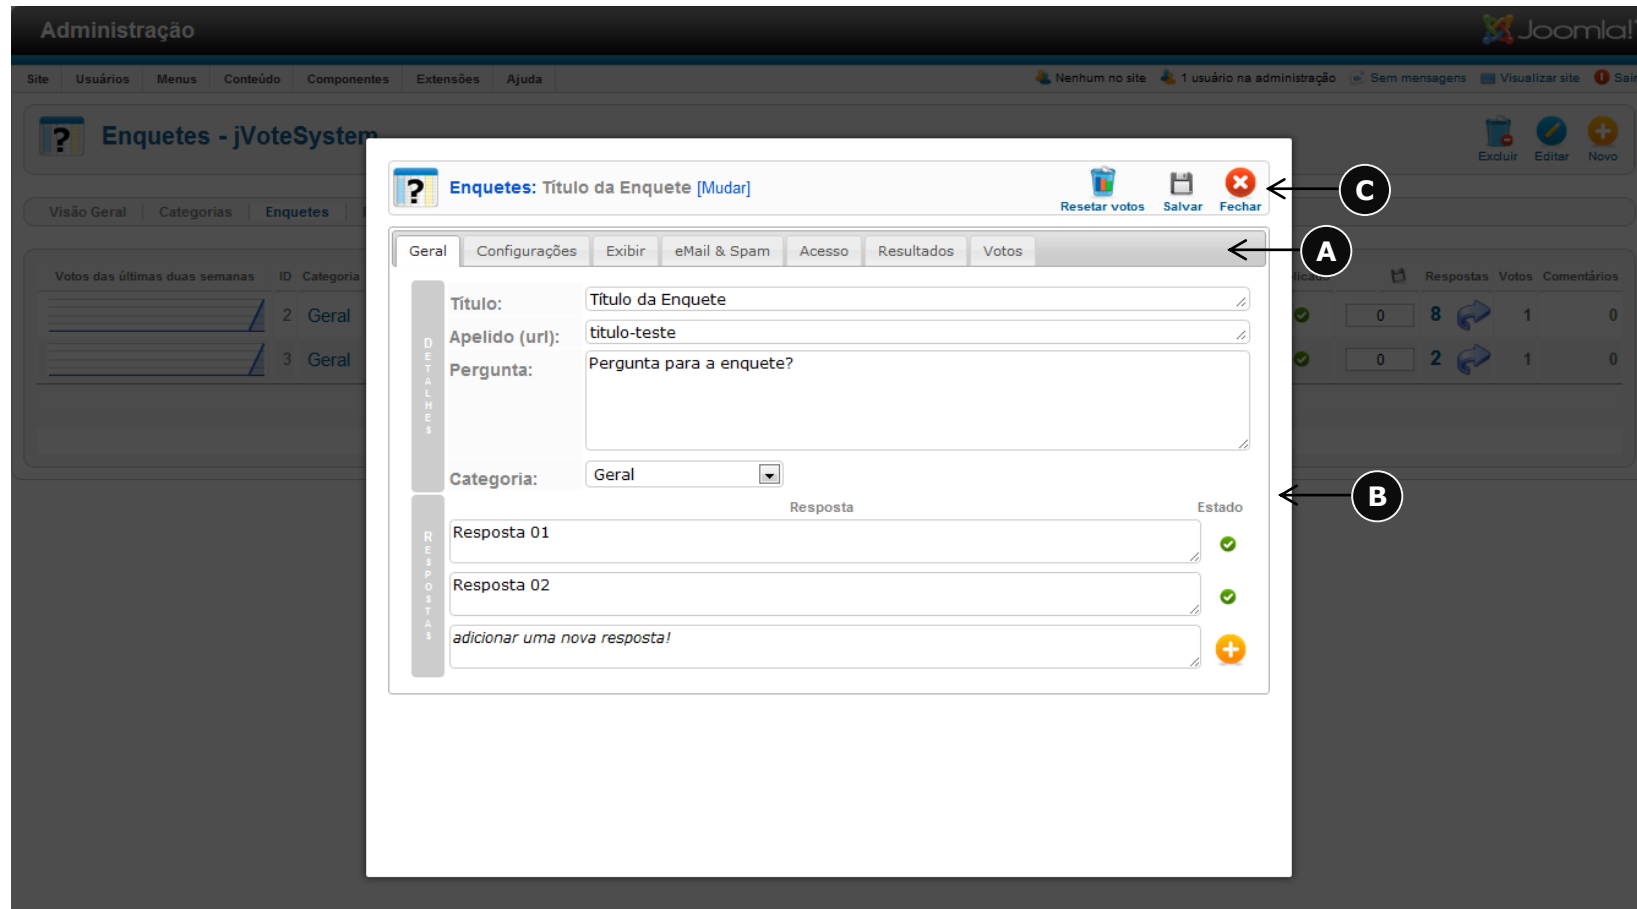 Administração
Joomla!
Site Usuários Menus Conteúdo Componentes Extensões Ajuda Nenhum no site 1 usuário na administração Sem mensagens Visualizar site Sair
Enquetes - jVoteSystem
Excluir Editar Novo
Enquetes: Título da Enquete [Mudar]
Resetar votos Salvar Fechar
C
Visão Geral Categorias Enquetes
Geral Configurações Exibir eMail & Spam Acesso Resultados Votos
A
Votos das últimas duas semanas ID Categoria Respostas Votos Comentários
Título: Título da Enquete
2 Geral 0 8 1 0
Apelido (url): titulo-teste
3 Geral 0 2 1 0
Pergunta: Pergunta para a enquete?
DETALHES
Categoria: Geral
B
Resposta Estado
RESPOSTAS
Resposta 01
Resposta 02
adicionar uma nova resposta!